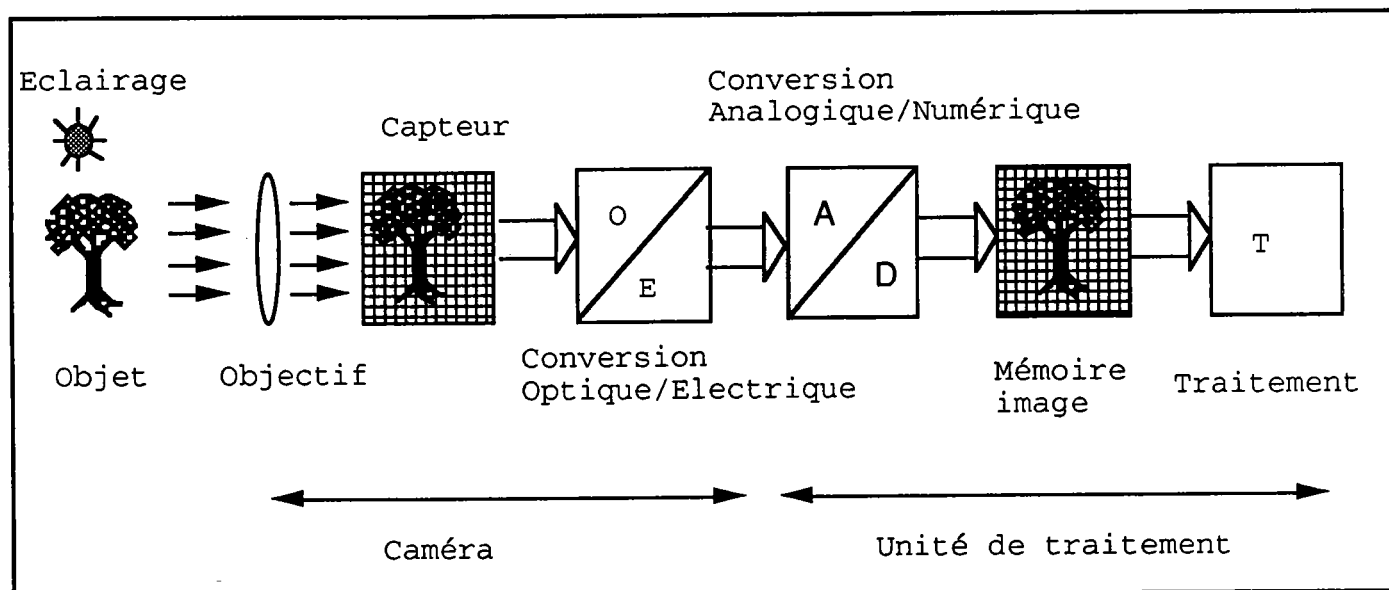 Eclairage
Conversion
Analogique/Numérique
Capteur
O
E
A
D
T
Objet
Objectif
Conversion
Optique/Electrique
Mémoire
image
Traitement
Caméra
Unité de traitement